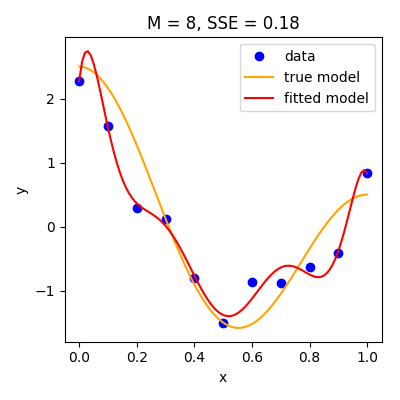 M = 8, SSE = 0.18
data
true model
fitted model
y
2
1
0
−1
0.0 0.2 0.4 0.6 0.8 1.0
x